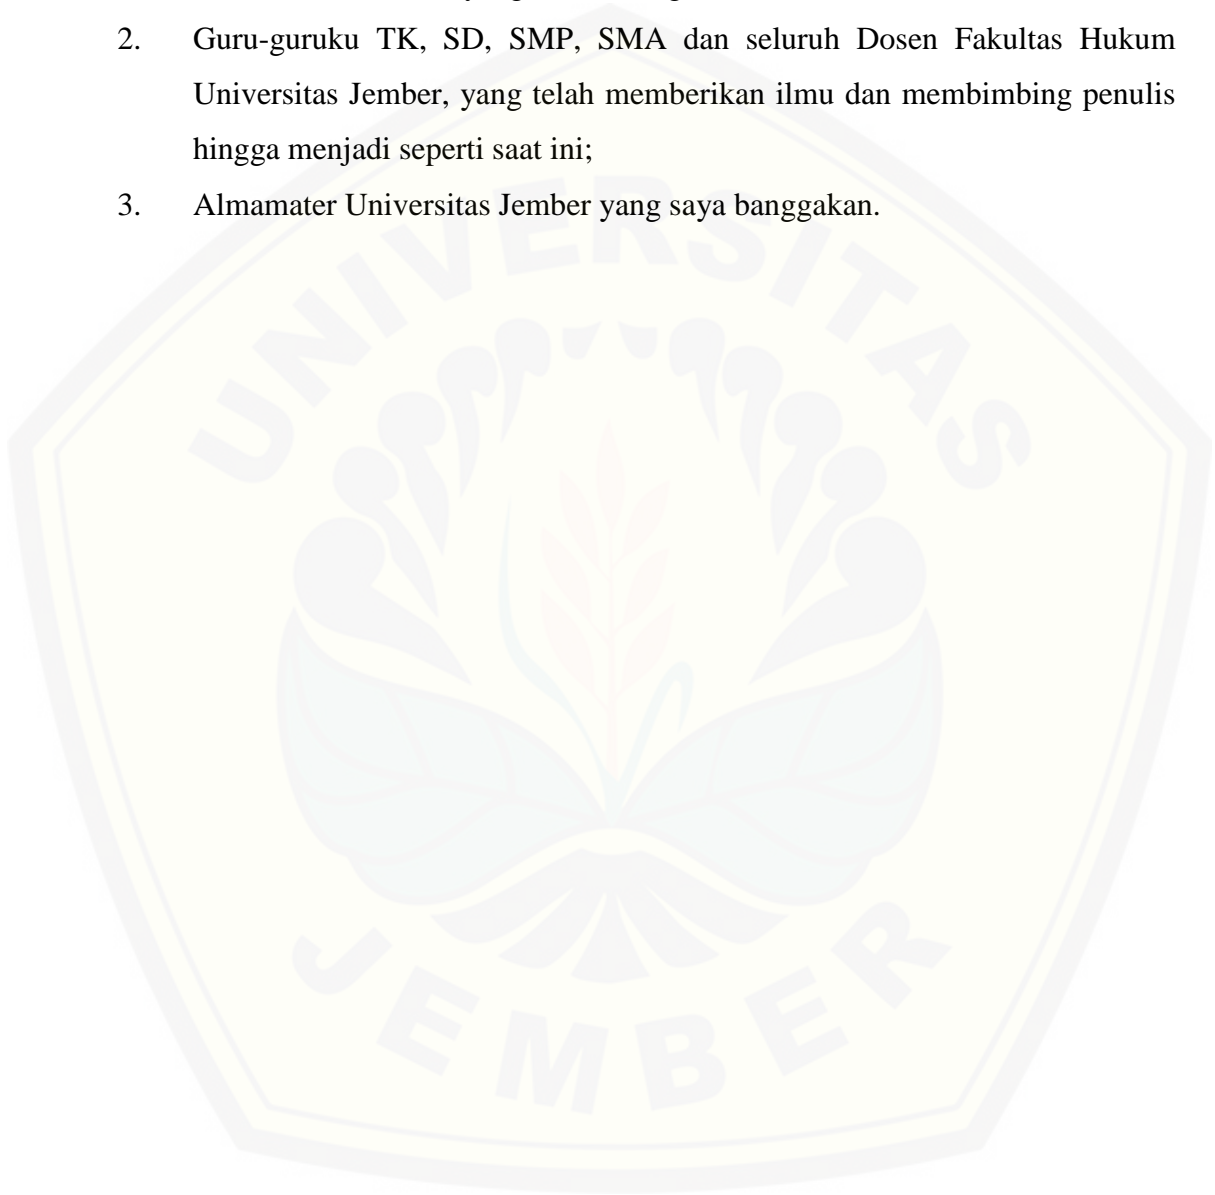 2. Guru-guruku TK, SD, SMP, SMA dan seluruh Dosen Fakultas Hukum
Universitas Jember, yang telah memberikan ilmu dan membimbing penulis
hingga menjadi seperti saat ini;
3. Almamater Universitas Jember yang saya banggakan.
UNIVERSITAS
JEMBER